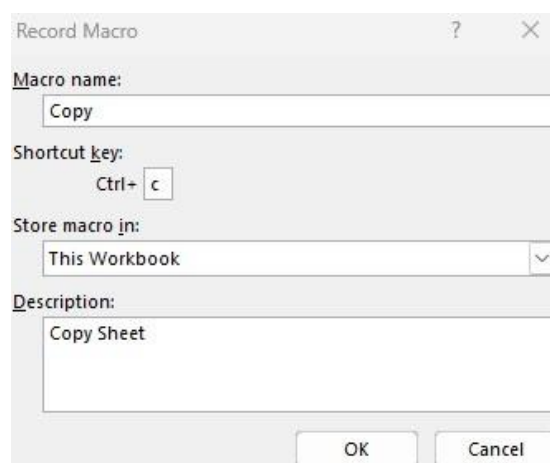 Record Macro ?
Macro name:
Copy
Shortcut key:
Ctrl+ c
Store macro in:
This Workbook
Description:
Copy Sheet
OK Cancel